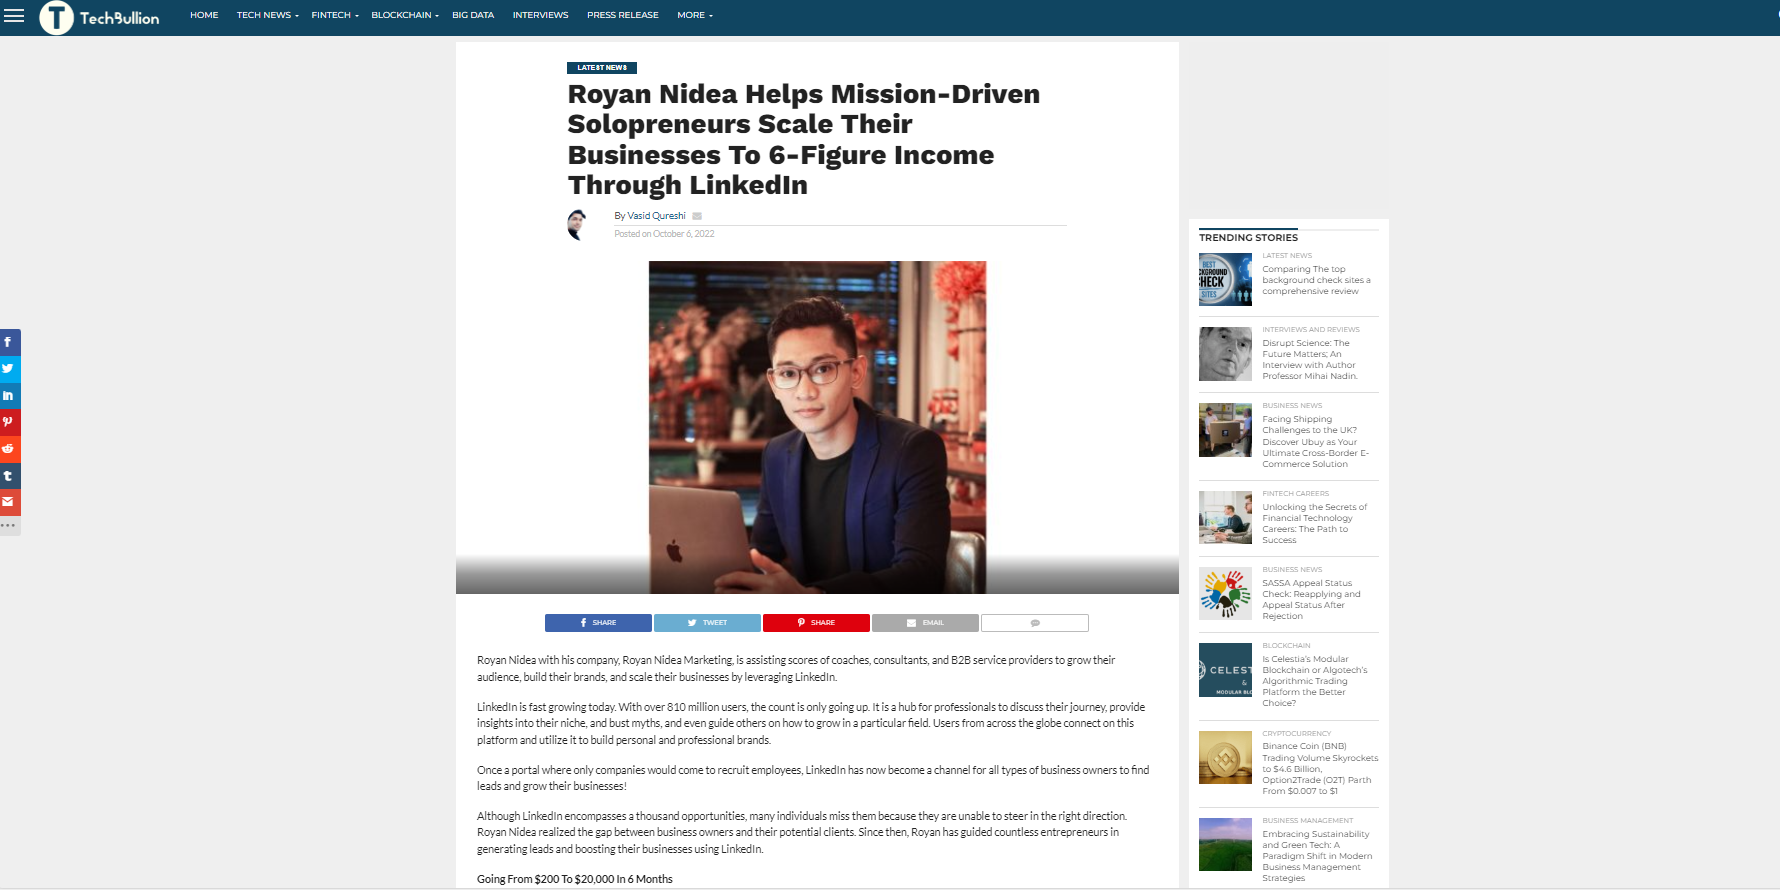 TechBullion
HOME
TECH NEWS
FINTECH
BLOCKCHAIN
BIG DATA
INTERVIEWS
PRESS RELEASE
MORE
LATEST NEWS
Royan Nidea Helps Mission-Driven
Solopreneurs Scale Their
Businesses To 6-Figure Income
Through LinkedIn
By Vasid Qureshi
Posted on October 6, 2022
SHARE
TWEET
SHARE
EMAIL
Royan Nidea with his company, Royan Nidea Marketing, is assisting scores of coaches, consultants, and B2B service providers to grow their
audience, build their brands, and scale their businesses by leveraging LinkedIn.
LinkedIn is fast growing today. With over 810 million users, the count is only going up. It is a hub for professionals to discuss their journey, provide
insights into their niche, and bust myths, and even guide others on how to grow in a particular field. Users from across the globe connect on this
platform and utilize it to build personal and professional brands.
Once a portal where only companies would come to recruit employees, LinkedIn has now become a channel for all types of business owners to find
leads and grow their businesses!
Although LinkedIn encompasses a thousand opportunities, many individuals miss them because they are unable to steer in the right direction.
Royan Nidea realized the gap between business owners and their potential clients. Since then, Royan has guided countless entrepreneurs in
generating leads and boosting their businesses using LinkedIn.
Going From $200 To $20,000 In 6 Months
TRENDING STORIES
BEST
CKGROUND
HECK
SITES
LATEST NEWS
Comparing The top
background check sites a
comprehensive review
INTERVIEWS AND REVIEWS
Disrupt Science: The
Future Matters; An
Interview with Author
Professor Mihai Nadin.
BUSINESS NEWS
Facing Shipping
Challenges to the UK?
Discover Ubuy as Your
Ultimate Cross-Border E-
Commerce Solution
FINTECH CAREERS
Unlocking the Secrets of
Financial Technology
Careers: The Path to
Success
BUSINESS NEWS
SASSA Appeal Status
Check: Reapplying and
Appeal Status After
Rejection
CELEST
&
MODULAR BLO
BLOCKCHAIN
Is Celestia's Modular
Blockchain or Algotech's
Algorithmic Trading
Platform the Better
Choice?
CRYPTOCURRENCY
Binance Coin (BNB)
Trading Volume Skyrockets
to $4.6 Billion,
Option2Trade (O2T) Parth
From $0.007 to $1
BUSINESS MANAGEMENT
Embracing Sustainability
and Green Tech: A
Paradigm Shift in Modern
Business Management
Strategies